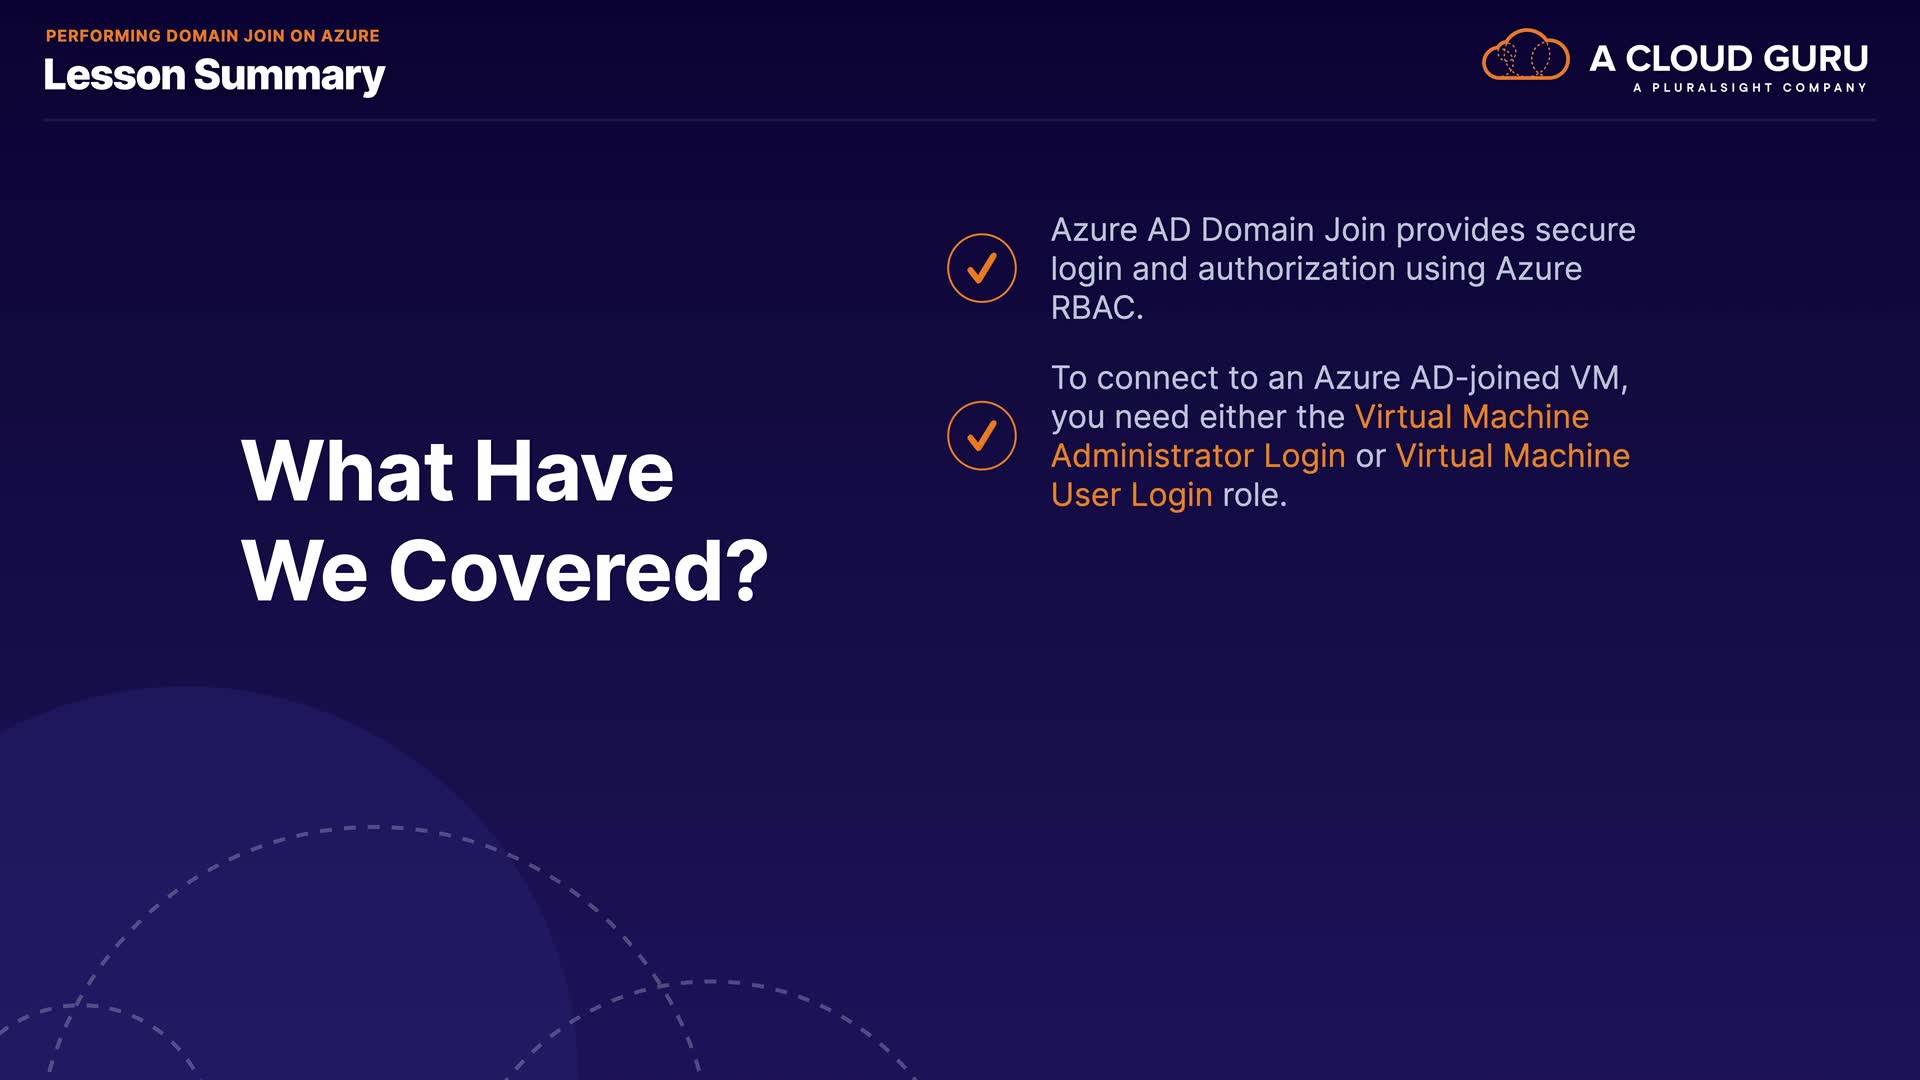 PERFORMING DOMAIN JOIN ON AZURE
Lesson Summary
A CLOUD GURU
A PLURALSIGHT COMPANY
What Have
We Covered?
Azure AD Domain Join provides secure
login and authorization using Azure
RBAC.
To connect to an Azure AD-joined VM,
you need either the Virtual Machine
Administrator Login or Virtual Machine
User Login role.